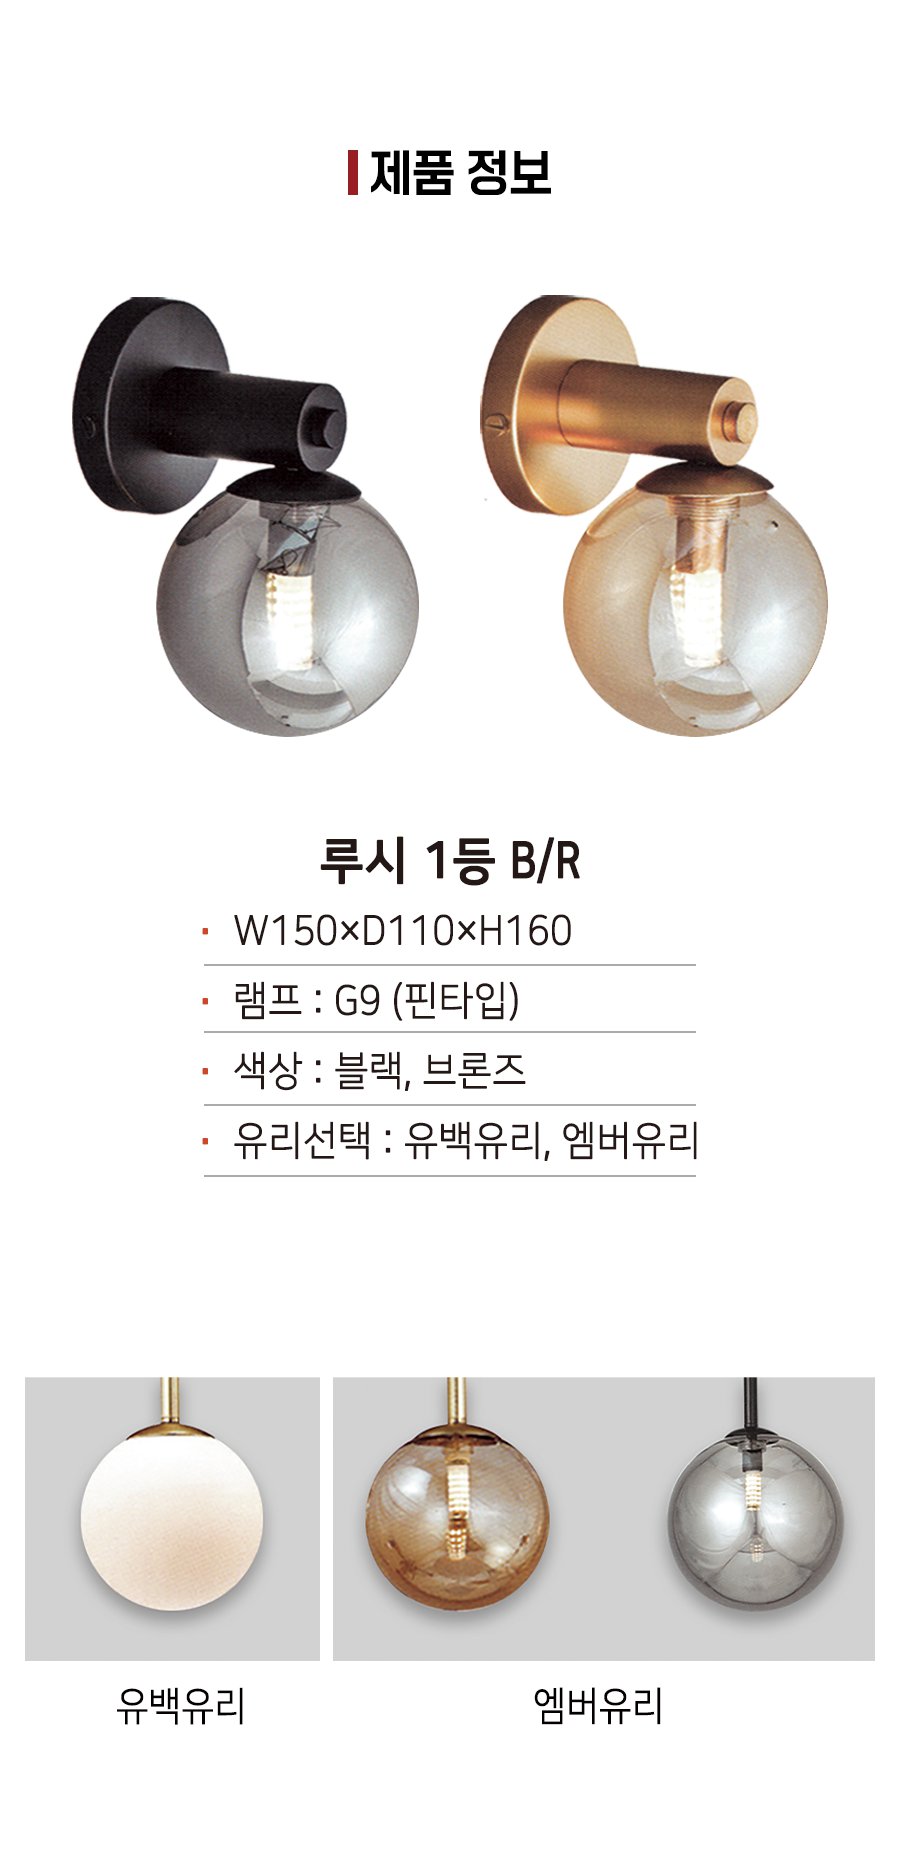 제품 정보
루시 1등 B/R
· W150×D110×H160
· 램프 : G9 (핀타입)
· 색상 : 블랙, 브론즈
· 유리선택 : 유백유리, 엠버유리
유백유리
엠버유리